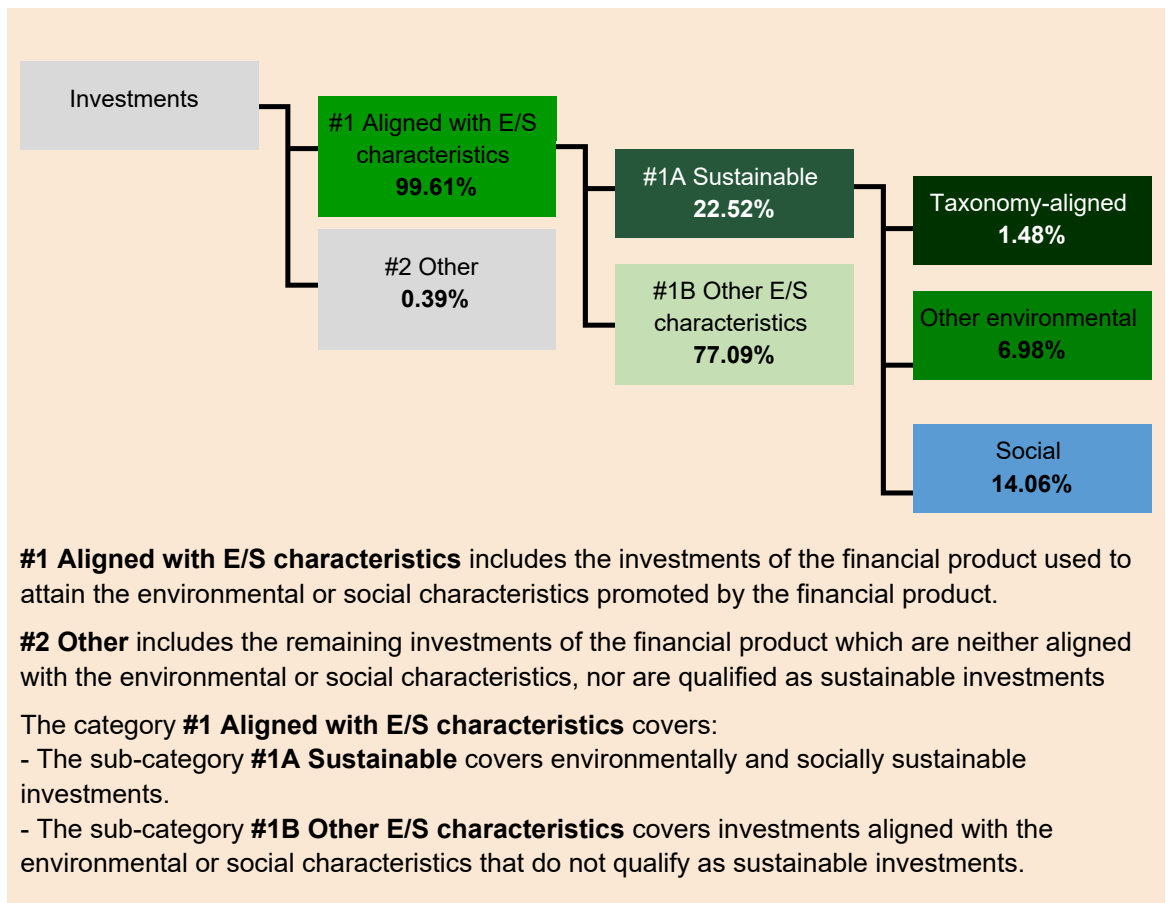 Investments
#1 Aligned with E/S
characteristics
99.61%
#2 Other
0.39%
#1A Sustainable
22.52%
#1B Other E/S
characteristics
77.09%
Taxonomy-aligned
1.48%
Other environmental
6.98%
Social
14.06%
#1 Aligned with E/S characteristics includes the investments of the financial product used to
attain the environmental or social characteristics promoted by the financial product.
#2 Other includes the remaining investments of the financial product which are neither aligned
with the environmental or social characteristics, nor are qualified as sustainable investments
The category #1 Aligned with E/S characteristics covers:
- The sub-category #1A Sustainable covers environmentally and socially sustainable
investments.
- The sub-category #1B Other E/S characteristics covers investments aligned with the
environmental or social characteristics that do not qualify as sustainable investments.